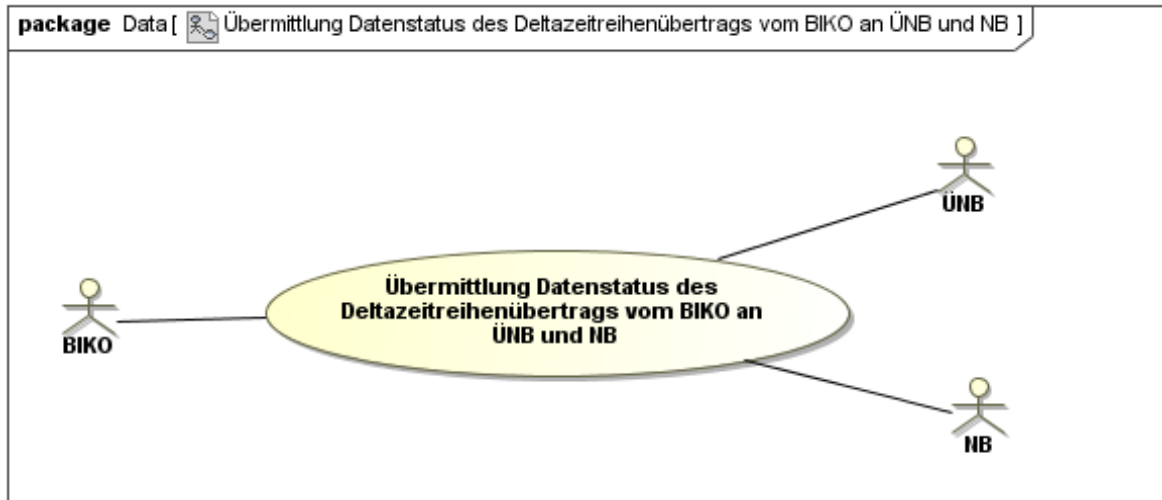 package Data [ Übermittlung Datenstatus des Deltazeitreihenübertrags vom BIKO an ÜNB und NB ]
ÜNB
Übermittlung Datenstatus des
Deltazeitreihenübertrags vom BIKO an
ÜNB und NB
BIKO
NB